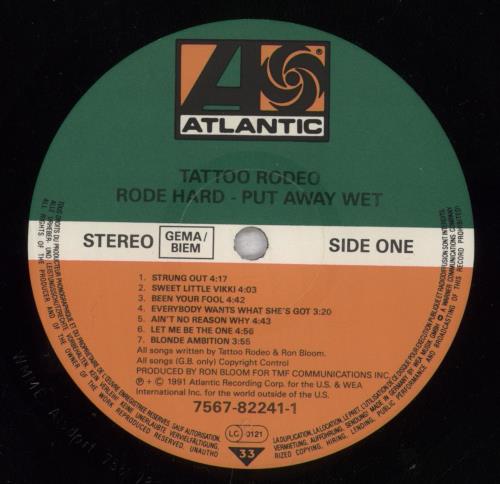 ATLANTIC
TATTOO RODEO
RODE HARD - PUT AWAY WET
STEREO GEMA/ BIEM SIDE ONE
1. STRUNG OUT 4:17
2. SWEET LITTLE VIKKI 4:03
3. BEEN YOUR FOOL 4:42
4. EVERYBODY WANTS WHAT SHE'S GOT 3:20
5. AIN'T NO REASON WHY 4:43
6. LET ME BE THE ONE 4:56
7. BLONDE AMBITION 3:55
All songs written by Tattoo Rodeo & Ron Bloom.
All songs (G.B. only) Copyright Control
Produced by RON BLOOM FOR TMF COMMUNICATIONS INC.
℗ + © 1991 Atlantic Recording Corp. for the U.S. & WEA
International Inc. for the world outside of the U.S.
7567-82241-1
LC 0121
33